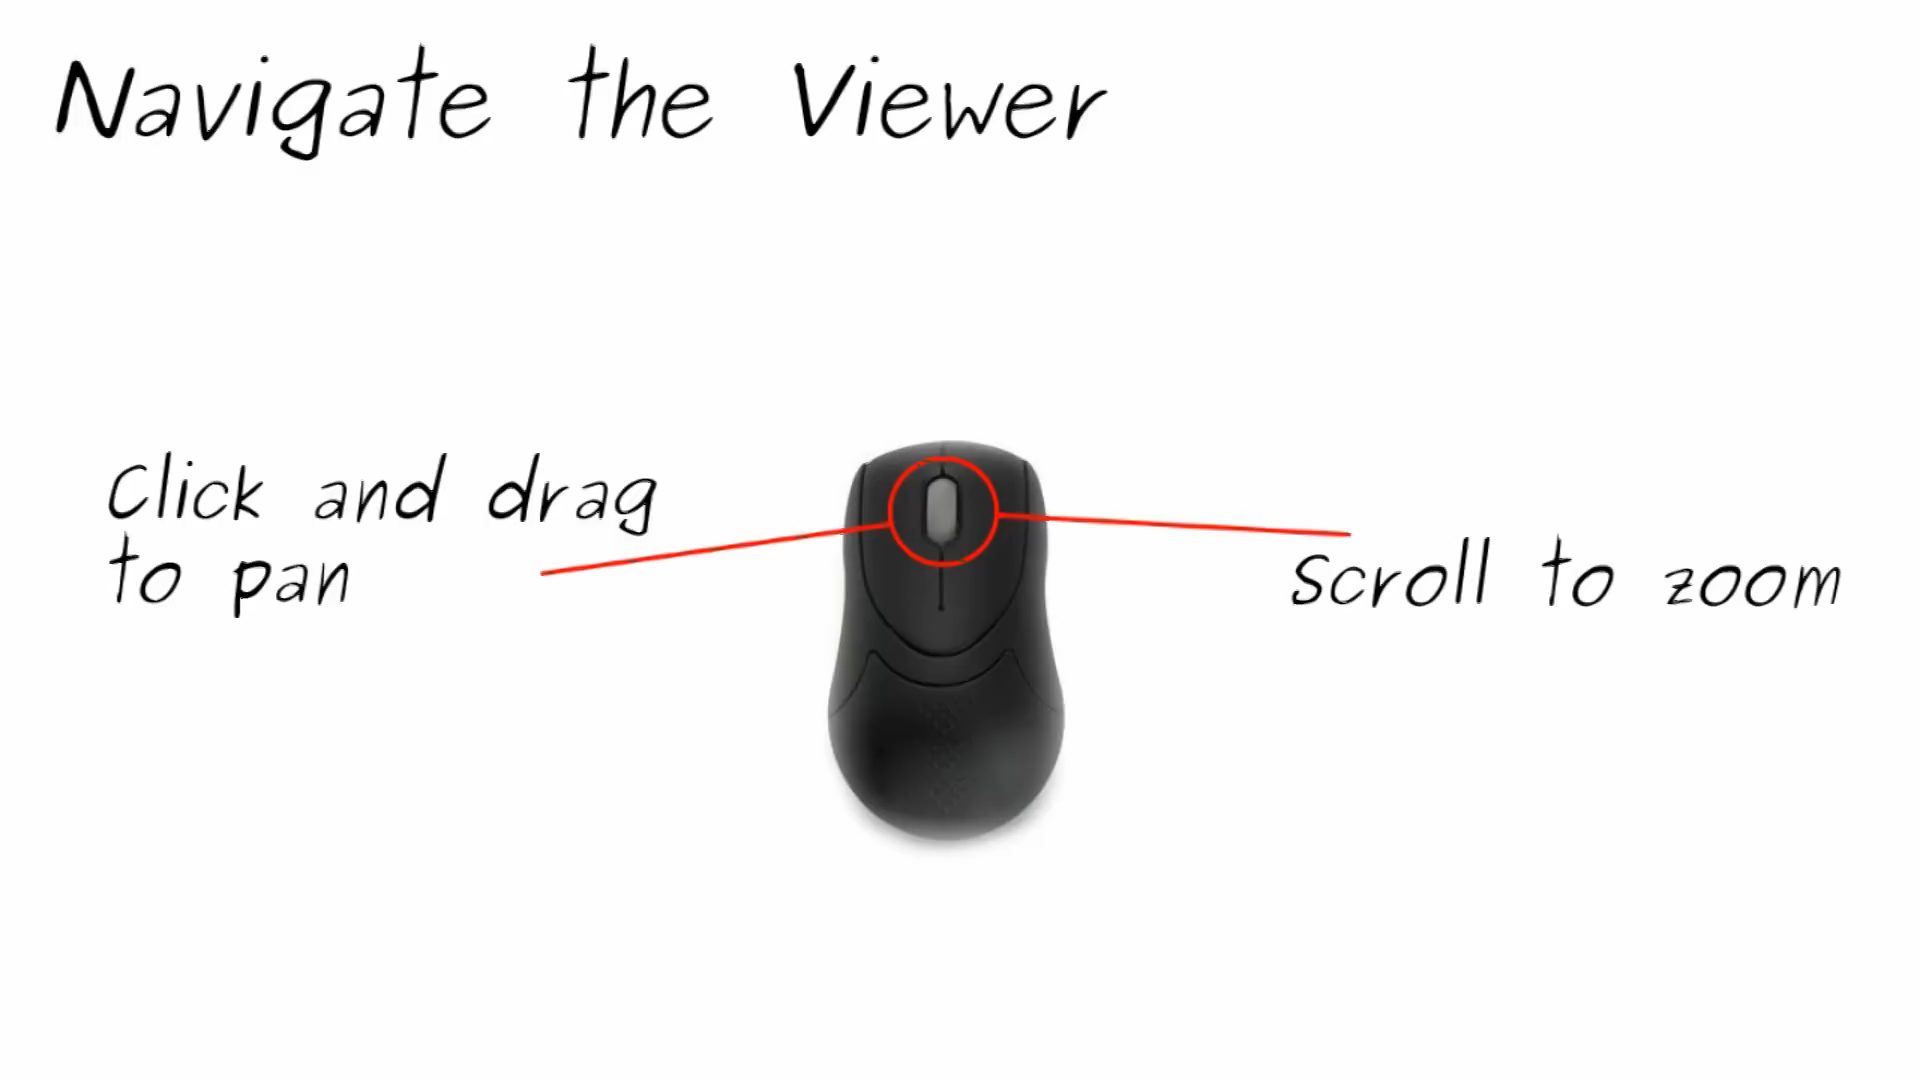 Navigate the Viewer
Click and drag
to pan
Scroll to zoom